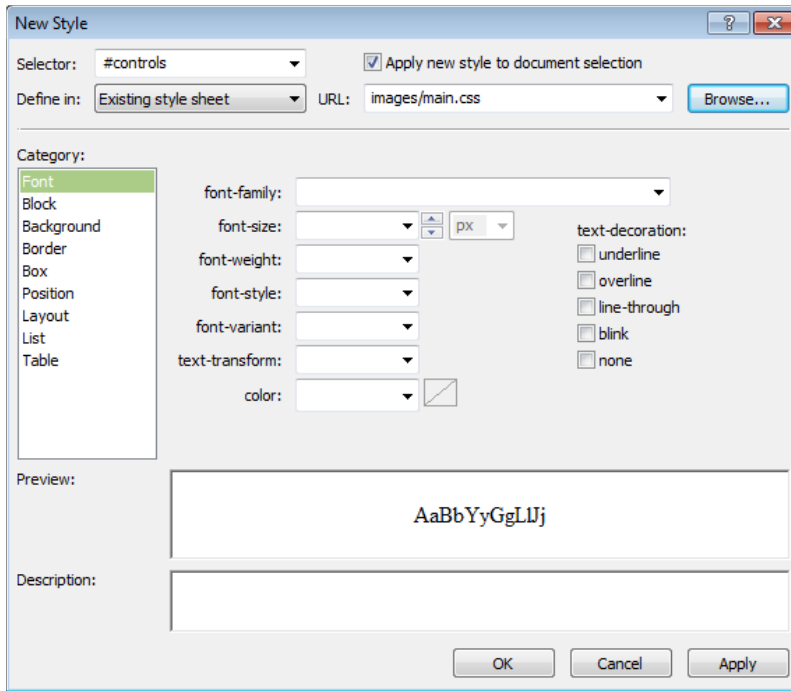 New Style
Selector: #controls Apply new style to document selection
Define in: Existing style sheet URL: images/main.css Browse...
Category:
Font
Block
Background
Border
Box
Position
Layout
List
Table
font-family:
font-size: px
font-weight:
font-style:
font-variant:
text-transform:
color:
text-decoration:
underline
overline
line-through
blink
none
Preview:
AaBbYyGgLlJj
Description:
OK Cancel Apply